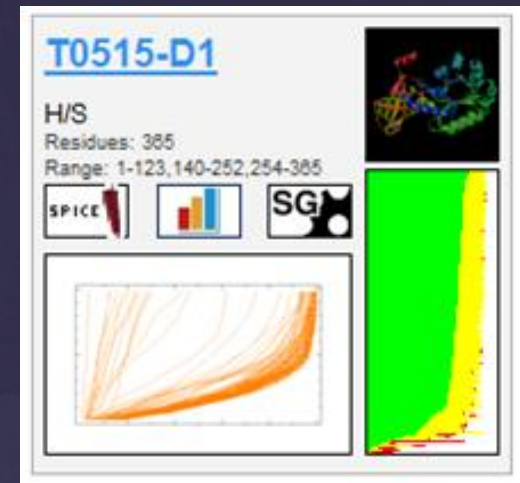 T0515-D1
H/S
Residues: 365
Range: 1-123,140-252,254-365
SPICE
SG